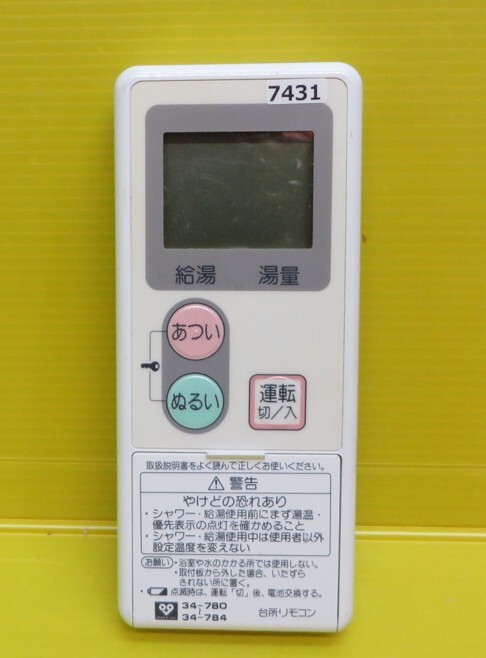 7431
給湯 湯量
あつい
ぬるい
運転
切/入
取扱説明書をよく読んで正しくお使いください。
⚠ 警告
やけどの恐れあり
・シャワー・給湯使用前にまず湯温・
優先表示の点灯を確かめること
・シャワー・給湯使用中は使用者以外
設定温度を変えない
お願い ・浴室や水のかかる所では使用しない。
・取付板から外した場合、いたずら
されない所に置く。
・点滅時は、運転「切」後、電池交換する。
34-780
34-784
台所リモコン